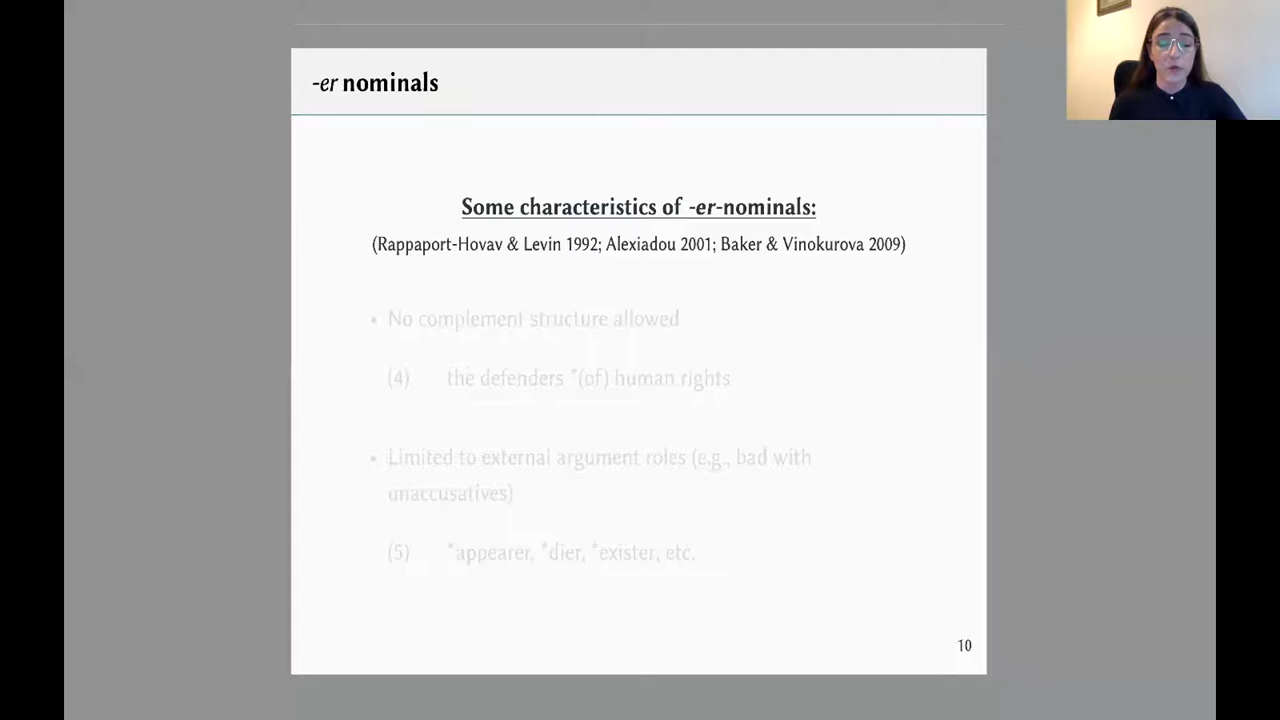 -er nominals
Some characteristics of -er-nominals:
(Rappaport-Hovav & Levin 1992; Alexiadou 2001; Baker & Vinokurova 2009)
• No complement structure allowed
(4) the defenders *(of) human rights
• Limited to external argument roles (e.g., bad with
unaccusatives)
(5) *appearer, *dier, *exister, etc.
10